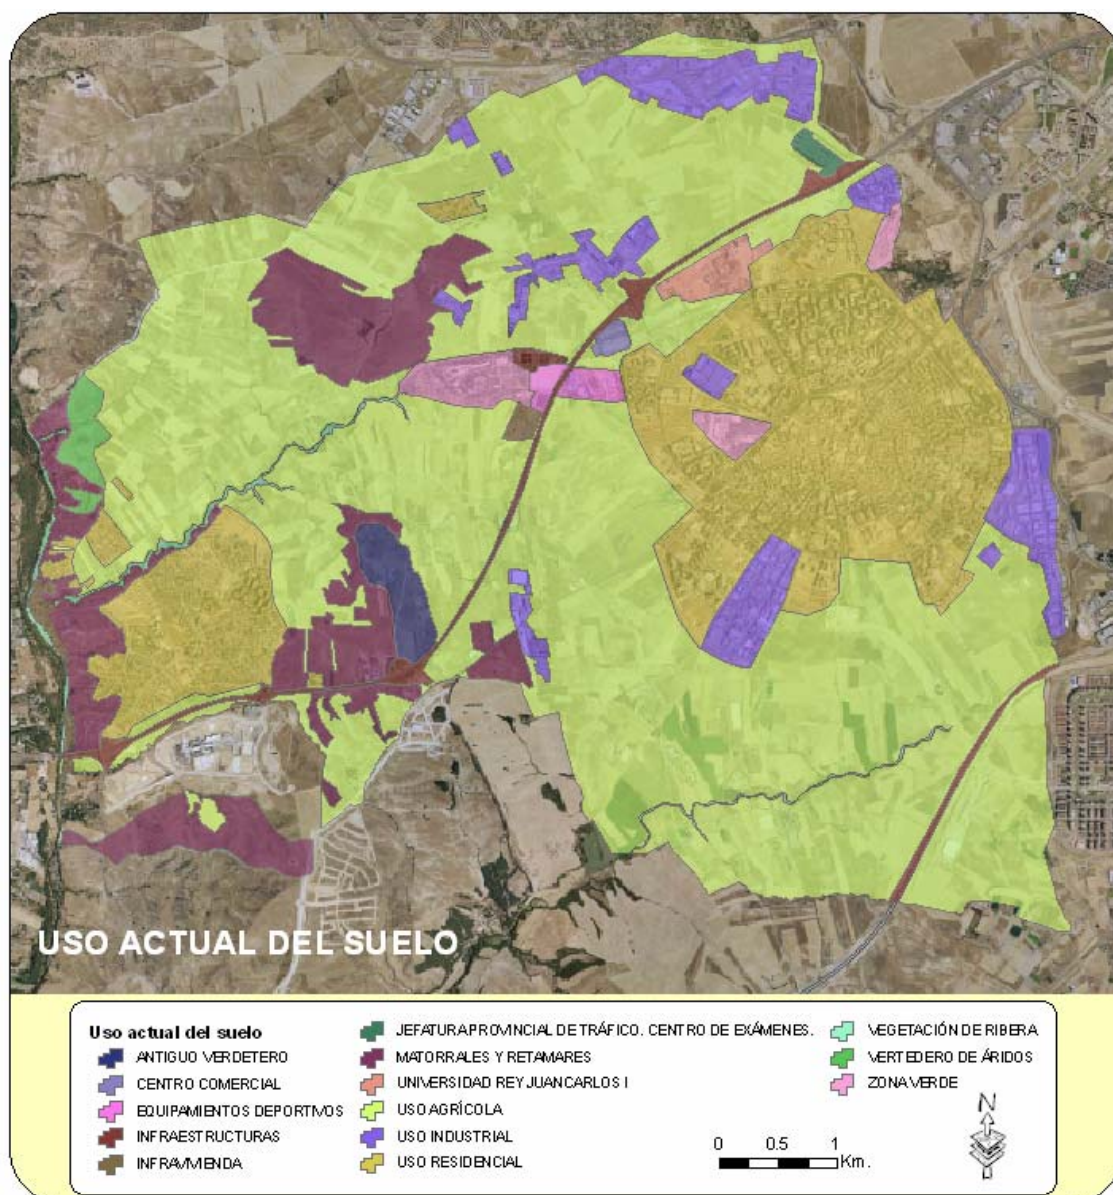 USO ACTUAL DEL SUELO
Uso actual del suelo
ANTIGUO VERDETERO
CENTRO COMERCIAL
EQUIPAMIENTOS DEPORTIVOS
INFRAESTRUCTURAS
INFRAVIVIENDA
JEFATURA PROVINCIAL DE TRÁFICO. CENTRO DE EXÁMENES.
MATORRALES Y RETAMARES
UNIVERSIDAD REY JUAN CARLOS I
USO AGRÍCOLA
USO INDUSTRIAL
USO RESIDENCIAL
VEGETACIÓN DE RIBERA
VERTEDERO DE ÁRIDOS
ZONA VERDE
0 0.5 1
Km.
N